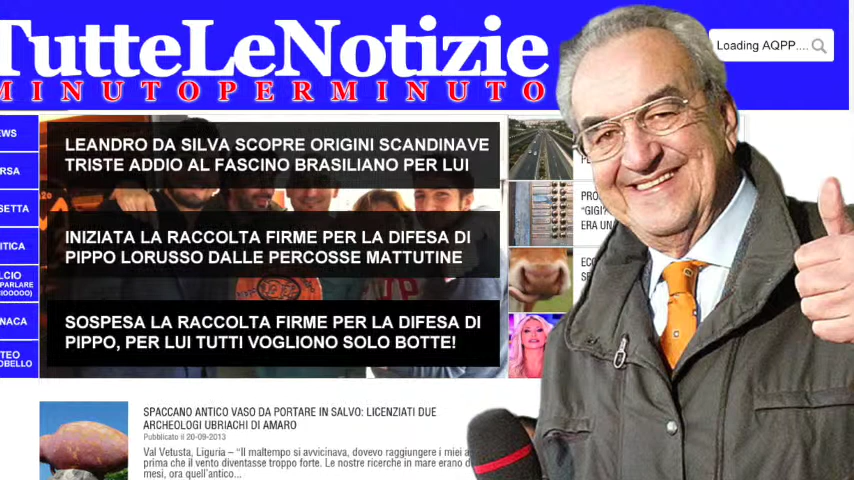 TutteLeNotizie
MINUTOPERMINUTO
Loading AQPP....
LEANDRO DA SILVA SCOPRE ORIGINI SCANDINAVE
TRISTE ADDIO AL FASCINO BRASILIANO PER LUI
INIZIATA LA RACCOLTA FIRME PER LA DIFESA DI
PIPPO LORUSSO DALLE PERCOSSE MATTUTINE
SOSPESA LA RACCOLTA FIRME PER LA DIFESA DI
PIPPO, PER LUI TUTTI VOGLIONO SOLO BOTTE!
ERA UN
SPACCANO ANTICO VASO DA PORTARE IN SALVO: LICENZIATI DUE
ARCHEOLOGI UBRIACHI DI AMARO
Pubblicato il 20-09-2013
Val Vetusta, Liguria – "Il maltempo si avvicinava, dovevo raggiungere i miei a
prima che il vento diventasse troppo forte. Le nostre ricerche in mare erano d
mesi, ora quell'antico...